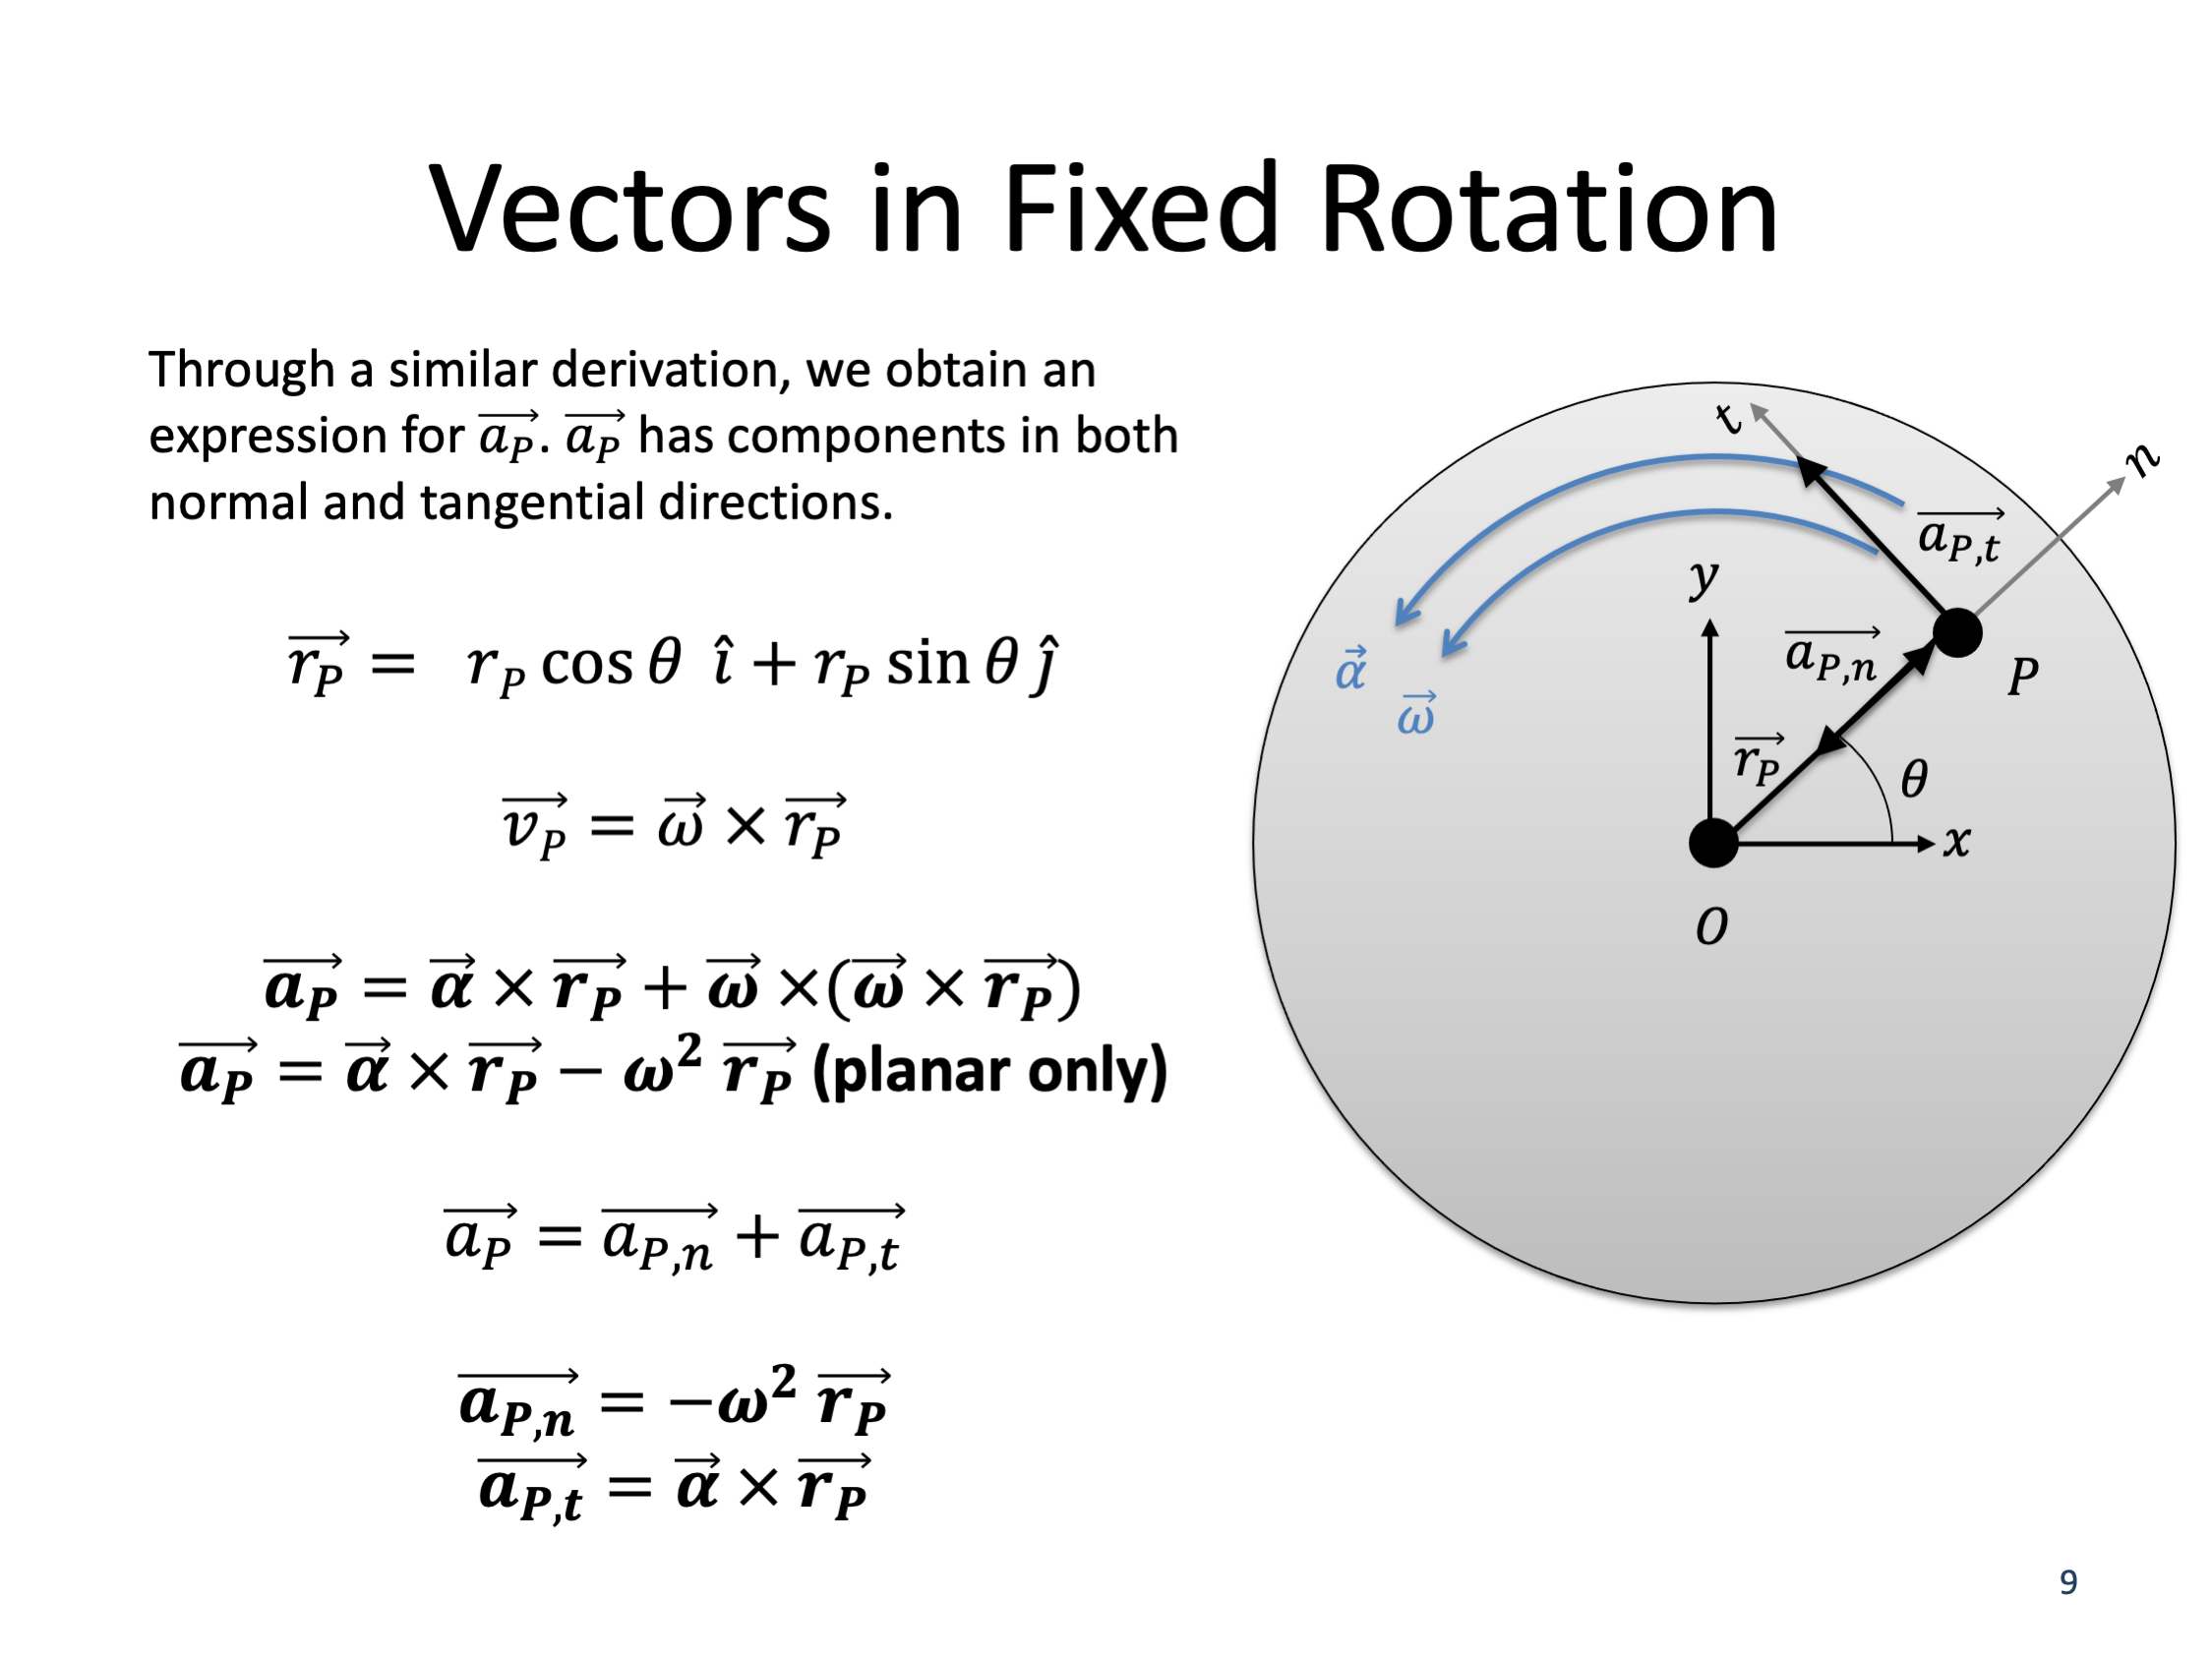 Vectors in Fixed Rotation
Through a similar derivation, we obtain an
expression for $\overrightarrow{a_P}$. $\overrightarrow{a_P}$ has components in both
normal and tangential directions.
$\overrightarrow{r_P} = r_P \cos\theta \ \hat{\imath} + r_P \sin\theta \, \hat{\jmath}$
$\overrightarrow{v_P} = \vec{\omega} \times \overrightarrow{r_P}$
$\overrightarrow{a_P} = \vec{\alpha} \times \overrightarrow{r_P} + \vec{\omega} \times (\vec{\omega} \times \overrightarrow{r_P})$
$\overrightarrow{a_P} = \vec{\alpha} \times \overrightarrow{r_P} - \omega^2 \, \overrightarrow{r_P}$ (planar only)
$\overrightarrow{a_P} = \overrightarrow{a_{P,n}} + \overrightarrow{a_{P,t}}$
$\overrightarrow{a_{P,n}} = -\omega^2 \, \overrightarrow{r_P}$
$\overrightarrow{a_{P,t}} = \vec{\alpha} \times \overrightarrow{r_P}$
t
n
$\overrightarrow{a_{P,t}}$
y
$\overrightarrow{a_{P,n}}$
P
$\vec{\alpha}$
$\vec{\omega}$
$\overrightarrow{r_P}$
θ
x
O
9